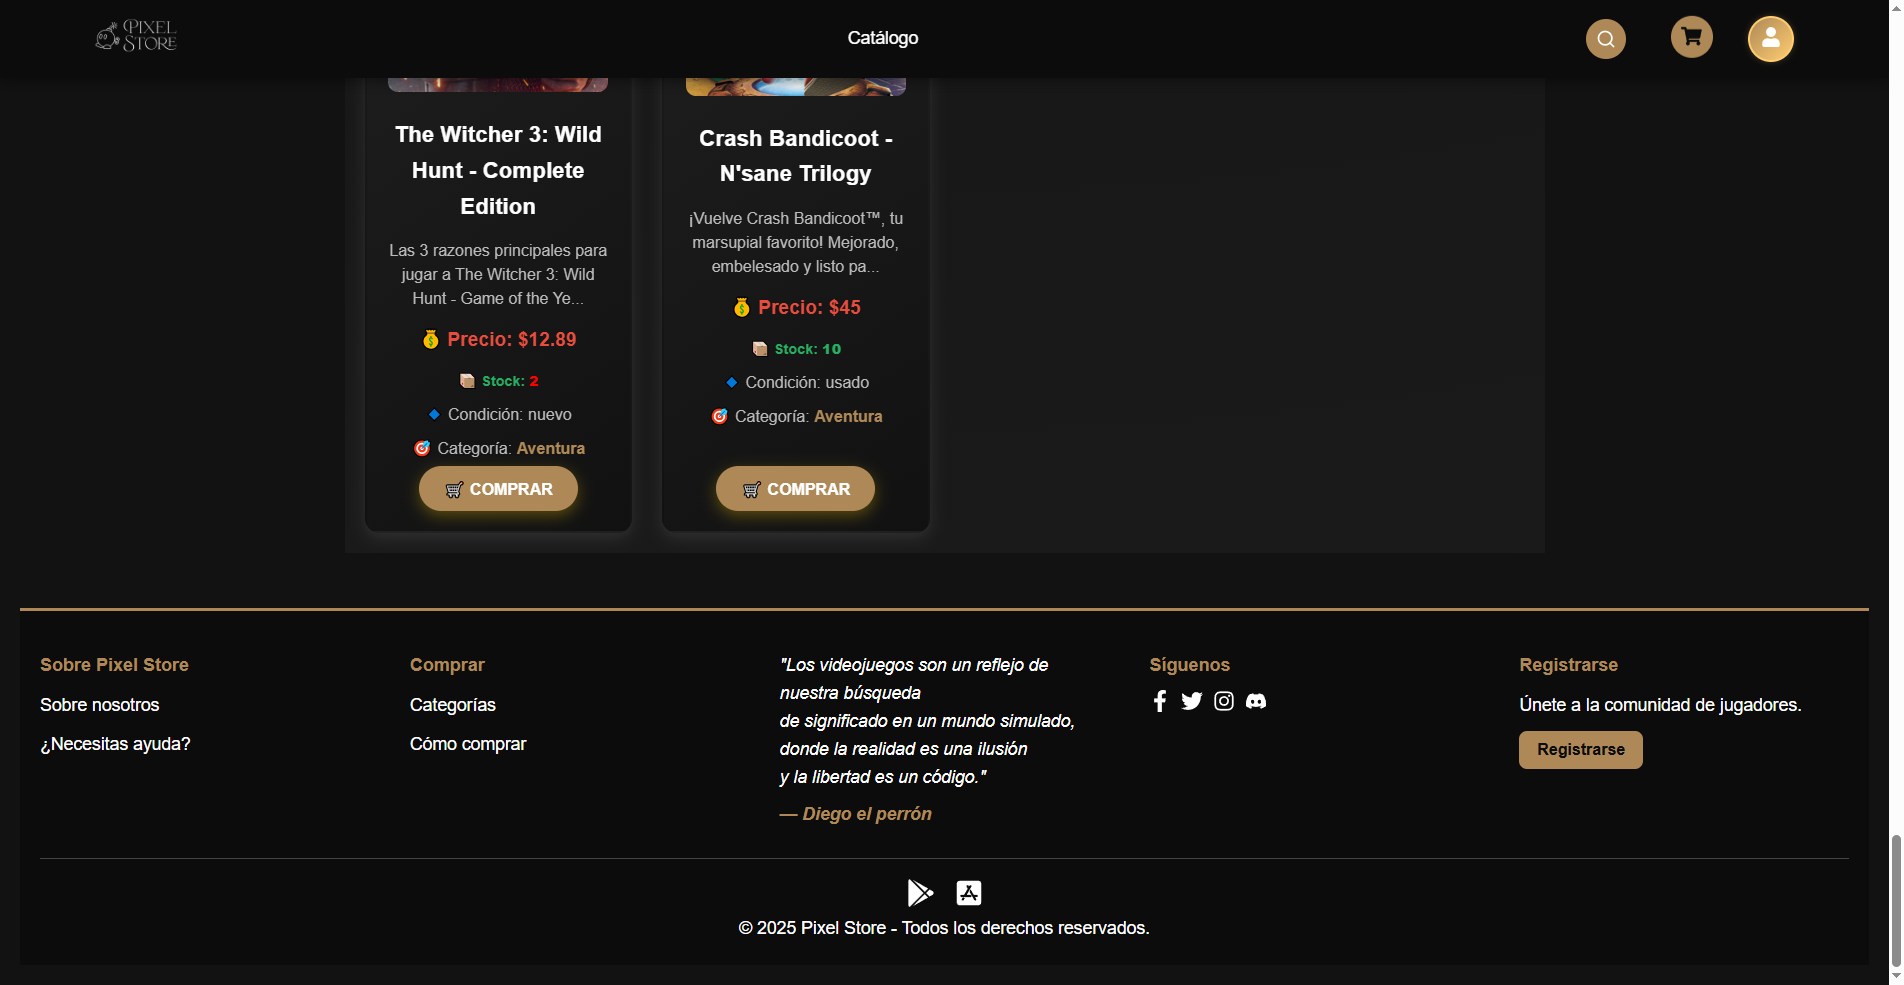 PIXEL
STORE
Catálogo
The Witcher 3: Wild
Hunt - Complete
Edition
Las 3 razones principales para
jugar a The Witcher 3: Wild
Hunt - Game of the Ye...
💰 Precio: $12.89
📦 Stock: 2
🔹 Condición: nuevo
🎯 Categoría: Aventura
🛒 COMPRAR
Crash Bandicoot -
N'sane Trilogy
¡Vuelve Crash Bandicoot™, tu
marsupial favorito! Mejorado,
embelesado y listo pa...
💰 Precio: $45
📦 Stock: 10
🔹 Condición: usado
🎯 Categoría: Aventura
🛒 COMPRAR
Sobre Pixel Store
Sobre nosotros
¿Necesitas ayuda?
Comprar
Categorías
Cómo comprar
"Los videojuegos son un reflejo de
nuestra búsqueda
de significado en un mundo simulado,
donde la realidad es una ilusión
y la libertad es un código."
— Diego el perrón
Síguenos
Registrarse
Únete a la comunidad de jugadores.
Registrarse
© 2025 Pixel Store - Todos los derechos reservados.